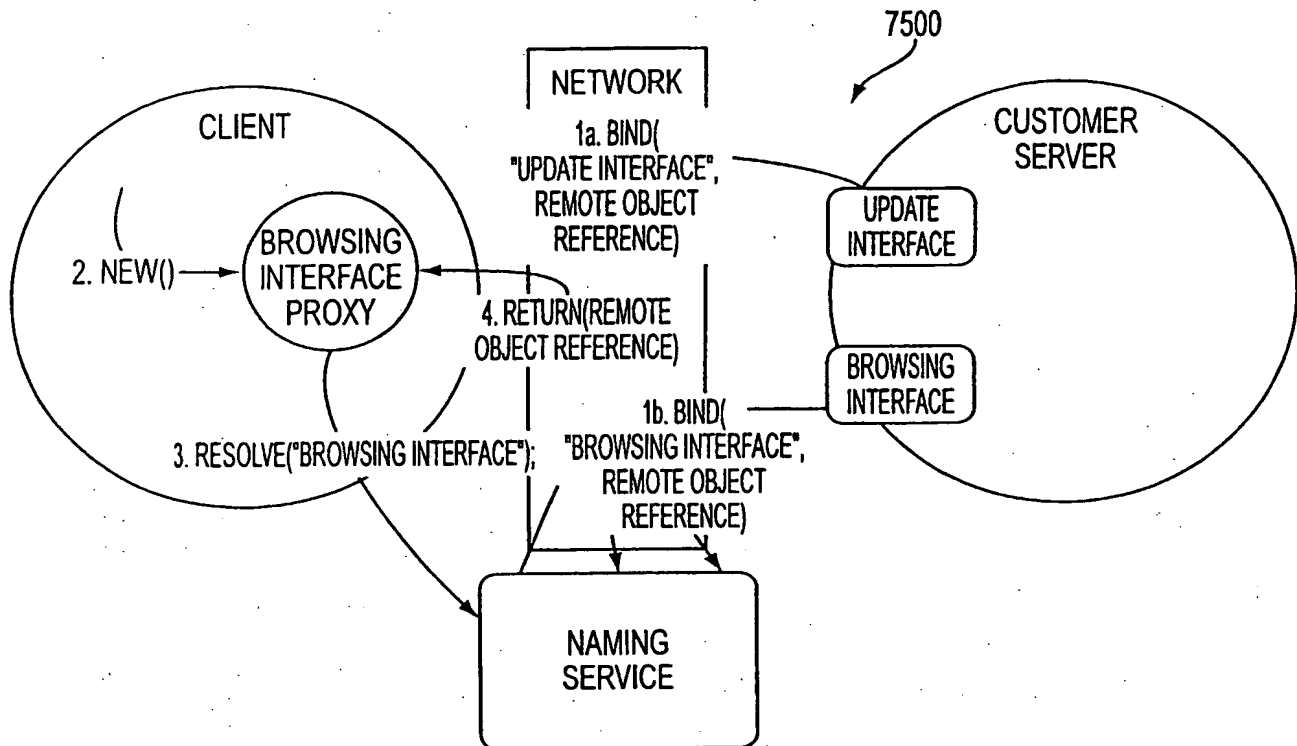 7500
NETWORK
CLIENT
CUSTOMER
SERVER
1a. BIND(
"UPDATE INTERFACE",
REMOTE OBJECT
REFERENCE)
UPDATE
INTERFACE
2. NEW()
BROWSING
INTERFACE
PROXY
4. RETURN(REMOTE
OBJECT REFERENCE)
BROWSING
INTERFACE
1b. BIND(
"BROWSING INTERFACE",
REMOTE OBJECT
REFERENCE)
3. RESOLVE("BROWSING INTERFACE");
NAMING
SERVICE